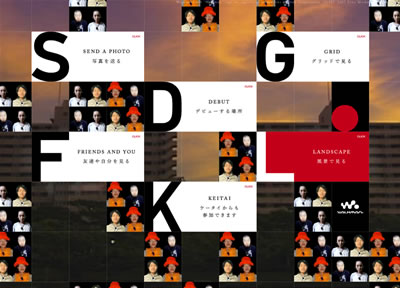 S
SEND A PHOTO
写真を送る
G
GRID
グリッドで見る
D
DEBUT
デビューする場所
F
FRIENDS AND YOU
友達や自分を見る
L
LANDSCAPE
風景で見る
K
KEITAI
ケータイからも
参加できます
WALKMAN